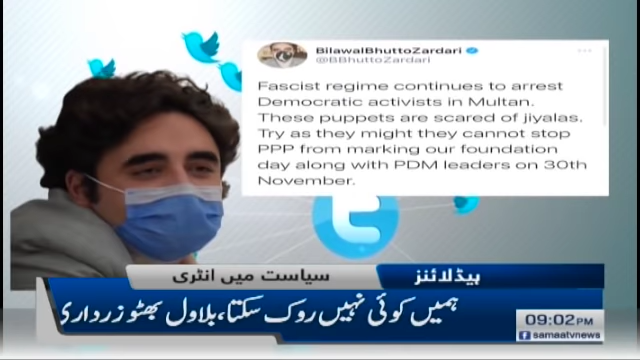 BilawalBhuttoZardari
@BBhuttoZardari
Fascist regime continues to arrest
Democratic activists in Multan.
These puppets are scared of jiyalas.
Try as they might they cannot stop
PPP from marking our foundation
day along with PDM leaders on 30th
November.
ہیڈلائنز
سیاست میں انٹری
ہمیں کوئی نہیں روک سکتا، بلاول بھٹو زرداری
09:02PM
samaatvnews